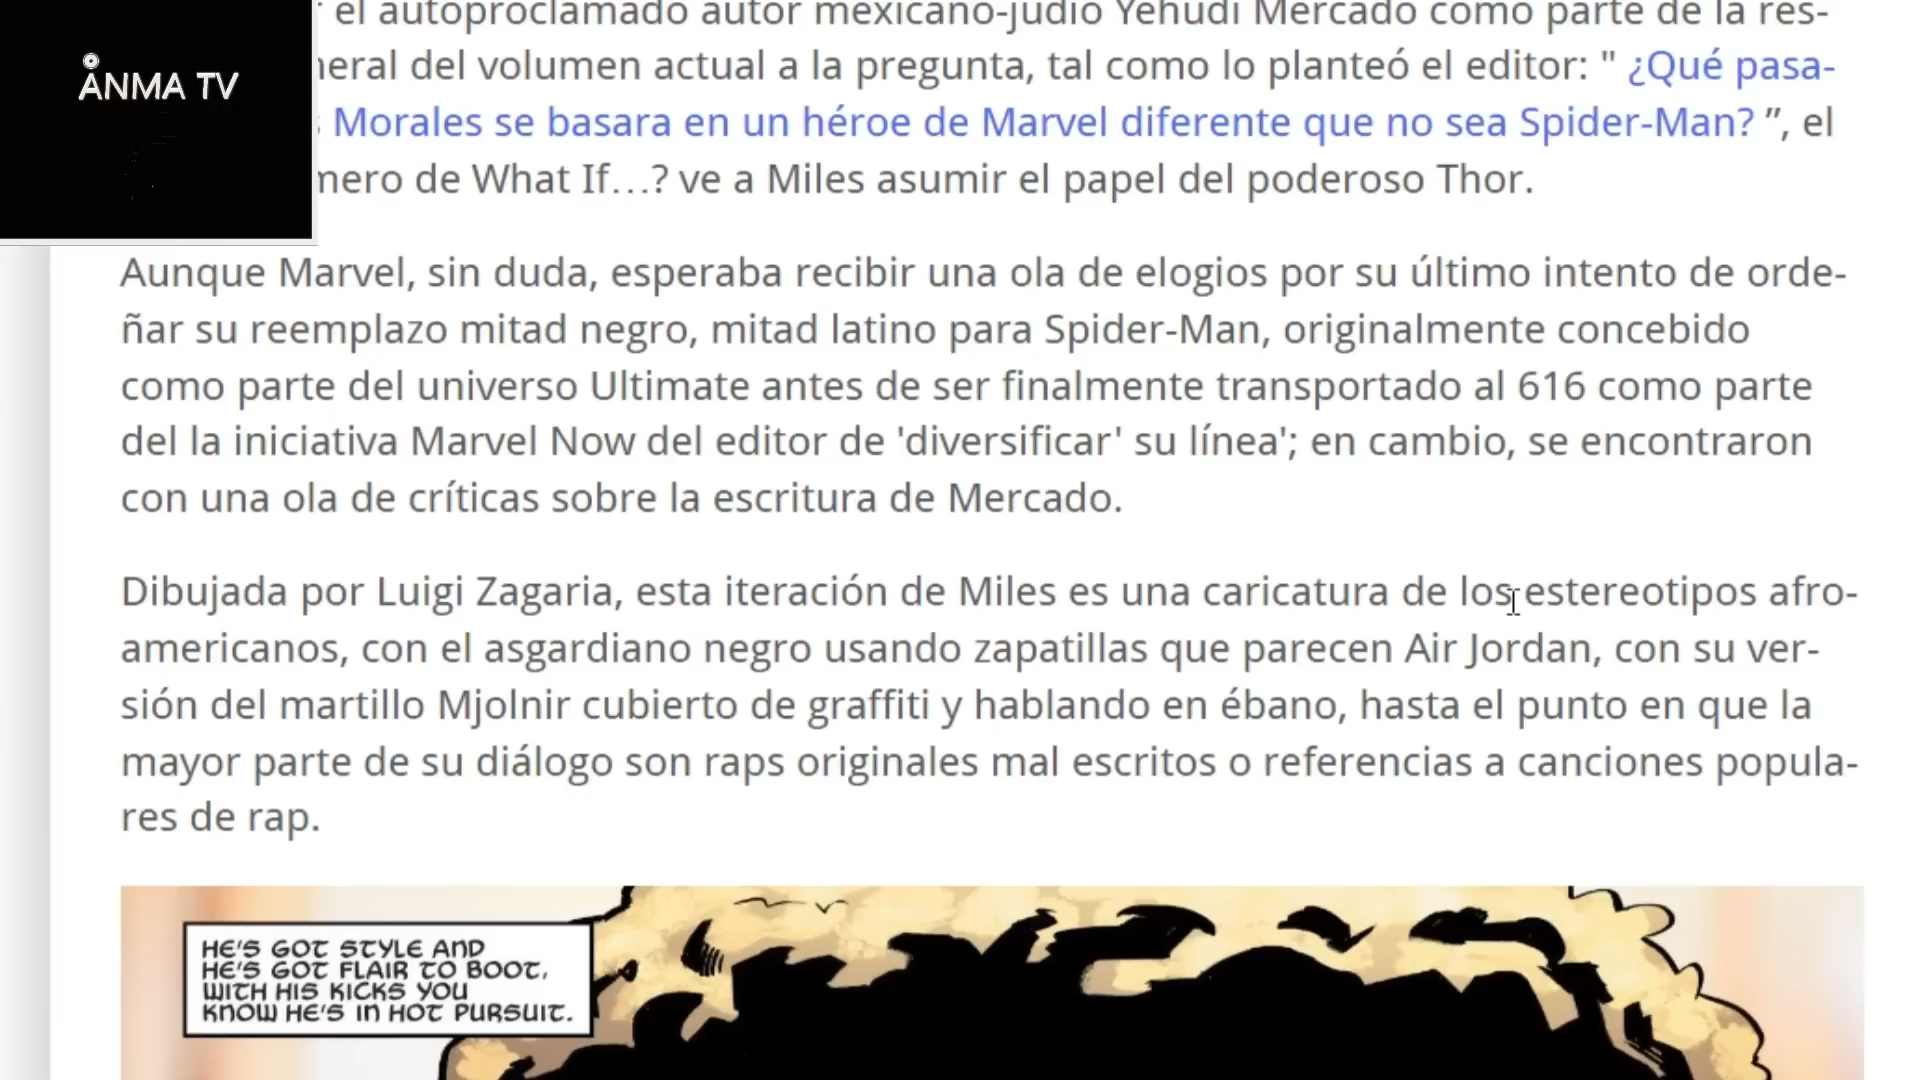 el autoproclamado autor mexicano-judío Yehudi Mercado como parte de la res-
ÅNMA TV
neral del volumen actual a la pregunta, tal como lo planteó el editor: " ¿Qué pasa-
Morales se basara en un héroe de Marvel diferente que no sea Spider-Man? ”, el
mero de What If…? ve a Miles asumir el papel del poderoso Thor.
Aunque Marvel, sin duda, esperaba recibir una ola de elogios por su último intento de orde-
ñar su reemplazo mitad negro, mitad latino para Spider-Man, originalmente concebido
como parte del universo Ultimate antes de ser finalmente transportado al 616 como parte
del la iniciativa Marvel Now del editor de 'diversificar' su línea'; en cambio, se encontraron
con una ola de críticas sobre la escritura de Mercado.
Dibujada por Luigi Zagaria, esta iteración de Miles es una caricatura de los estereotipos afro-
americanos, con el asgardiano negro usando zapatillas que parecen Air Jordan, con su ver-
sión del martillo Mjolnir cubierto de graffiti y hablando en ébano, hasta el punto en que la
mayor parte de su diálogo son raps originales mal escritos o referencias a canciones popula-
res de rap.
HE'S GOT STYLE AND
HE'S GOT FLAIR TO BOOT,
WITH HIS KICKS YOU
KNOW HE'S IN HOT PURSUIT.